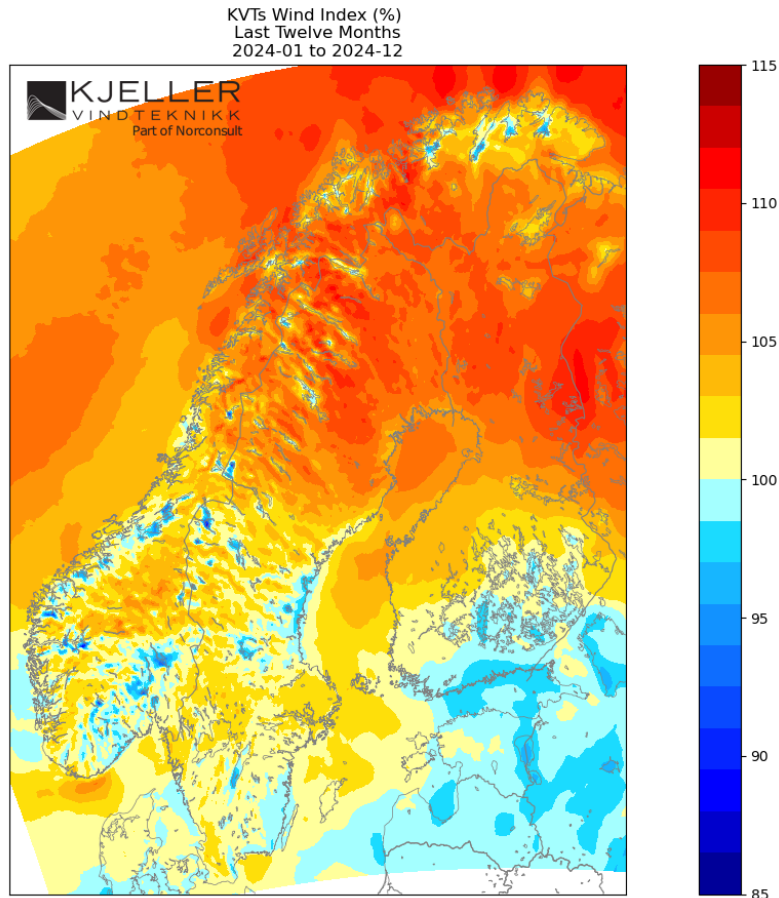 KVTs Wind Index (%)
Last Twelve Months
2024-01 to 2024-12
KJELLER
VINDTEKNIKK
Part of Norconsult
115
110
105
100
95
90
85